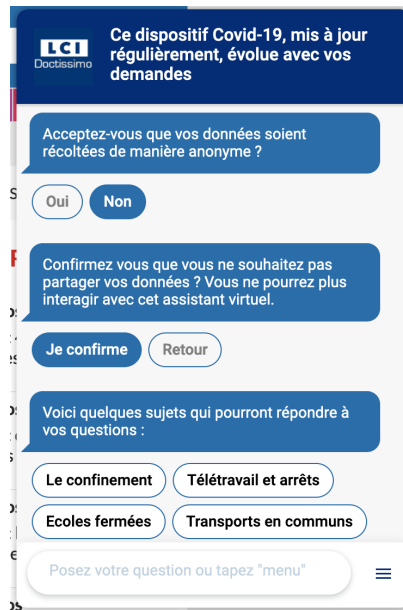 LCI
Doctissimo
Ce dispositif Covid-19, mis à jour
régulièrement, évolue avec vos
demandes
Acceptez-vous que vos données soient
récoltées de manière anonyme ?
Oui
Non
Confirmez vous que vous ne souhaitez pas
partager vos données ? Vous ne pourrez plus
interagir avec cet assistant virtuel.
Je confirme
Retour
Voici quelques sujets qui pourront répondre à
vos questions :
Le confinement
Télétravail et arrêts
Ecoles fermées
Transports en communs
Posez votre question ou tapez "menu"